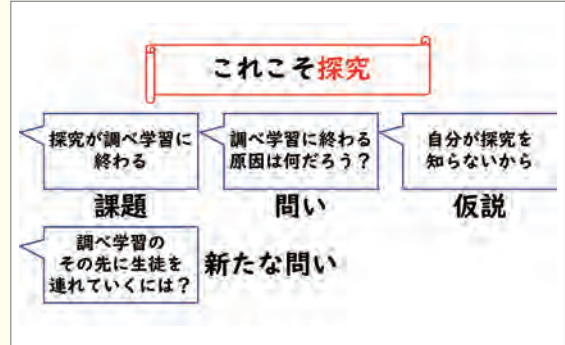 これこそ探究
探究が調べ学習に
終わる
調べ学習に終わる
原因は何だろう？
自分が探究を
知らないから
課題
問い
仮説
調べ学習の
その先に生徒を
連れていくには？
新たな問い